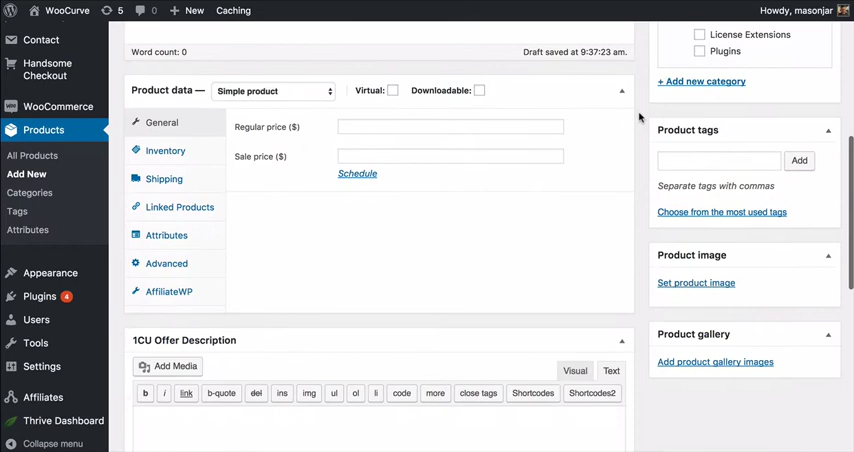 WooCurve 5 0 New Caching Howdy, masonjar
Contact
Handsome
Checkout
WooCommerce
Products
All Products
Add New
Categories
Tags
Attributes
Appearance
Plugins 4
Users
Tools
Settings
Affiliates
Thrive Dashboard
Collapse menu
Word count: 0 Draft saved at 9:37:23 am.
Product data — Simple product Virtual: Downloadable:
General
Inventory
Shipping
Linked Products
Attributes
Advanced
AffiliateWP
Regular price ($)
Sale price ($)
Schedule
1CU Offer Description
Add Media
Visual Text
b i link b-quote del ins img ul ol li code more close tags Shortcodes Shortcodes2
License Extensions
Plugins
+ Add new category
Product tags
Add
Separate tags with commas
Choose from the most used tags
Product image
Set product image
Product gallery
Add product gallery images